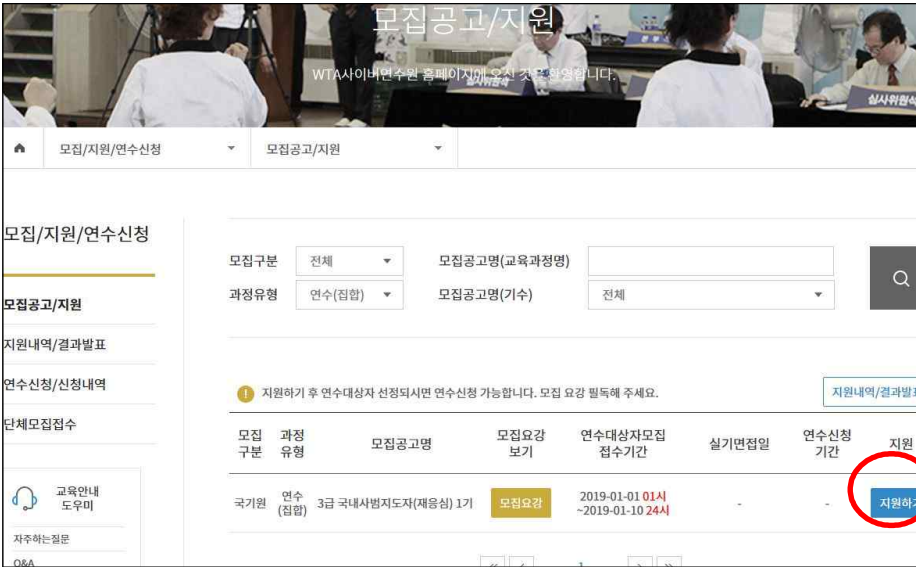 모집공고/지원
WTA사이버연수원 홈페이지에 오신 것을 환영합니다.
심사위원석
심사위원석
모집/지원/연수신청
모집공고/지원
모집/지원/연수신청
모집공고/지원
지원내역/결과발표
연수신청/신청내역
단체모집접수
교육안내
도우미
자주하는질문
Q&A
모집구분 전체 모집공고명(교육과정명)
과정유형 연수(집합) 모집공고명(기수) 전체
지원하기 후 연수대상자 선정되시면 연수신청 가능합니다. 모집 요강 필독해 주세요.
지원내역/결과발표
모집 구분 과정 유형 모집공고명 모집요강 보기 연수대상자모집 접수기간 실기면접일 연수신청 기간 지원
국기원 연수 (집합) 3급 국내사범지도자(재응심) 1기 모집요강 2019-01-01 01시 ~2019-01-10 24시 - - 지원하기
1